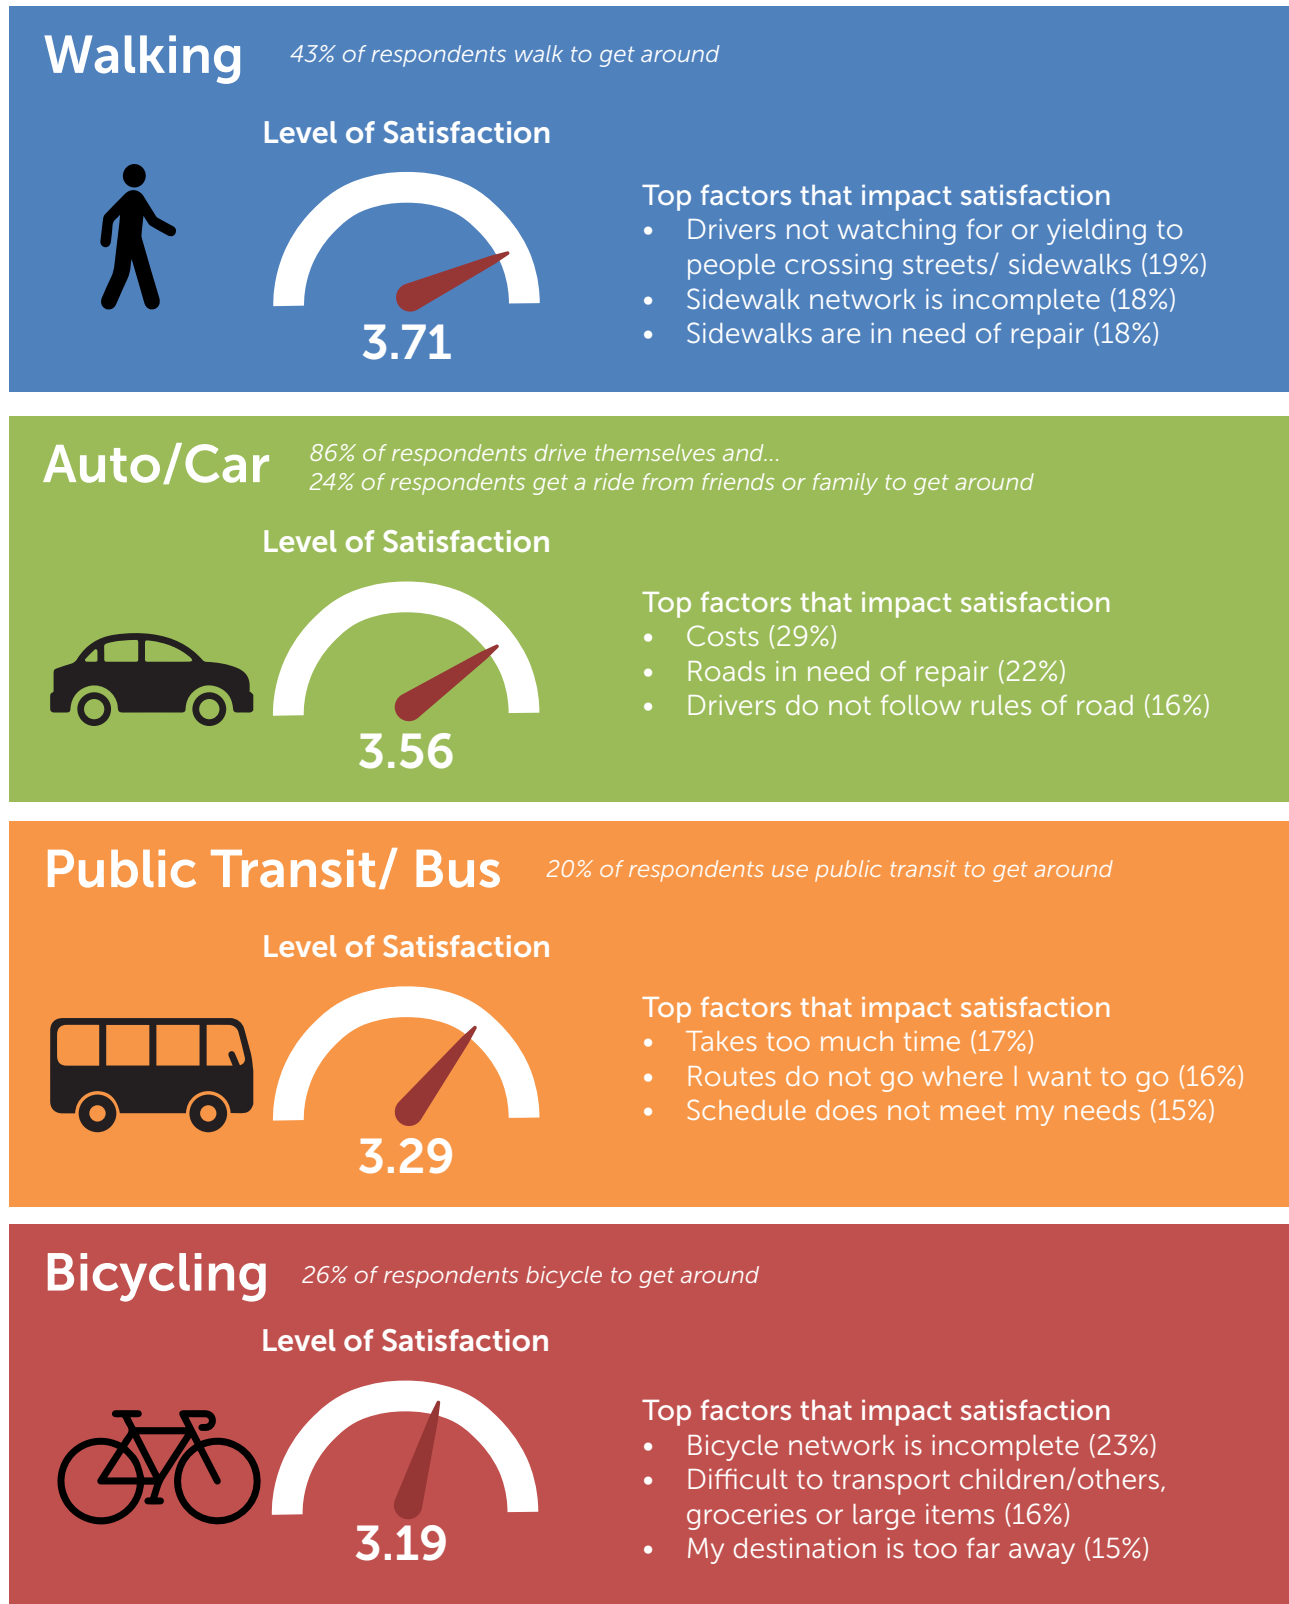 Walking
43% of respondents walk to get around
Level of Satisfaction
3.71
Top factors that impact satisfaction
• Drivers not watching for or yielding to
people crossing streets/ sidewalks (19%)
• Sidewalk network is incomplete (18%)
• Sidewalks are in need of repair (18%)
Auto/Car
86% of respondents drive themselves and...
24% of respondents get a ride from friends or family to get around
Level of Satisfaction
3.56
Top factors that impact satisfaction
• Costs (29%)
• Roads in need of repair (22%)
• Drivers do not follow rules of road (16%)
Public Transit/ Bus
20% of respondents use public transit to get around
Level of Satisfaction
3.29
Top factors that impact satisfaction
• Takes too much time (17%)
• Routes do not go where I want to go (16%)
• Schedule does not meet my needs (15%)
Bicycling
26% of respondents bicycle to get around
Level of Satisfaction
3.19
Top factors that impact satisfaction
• Bicycle network is incomplete (23%)
• Difficult to transport children/others,
groceries or large items (16%)
• My destination is too far away (15%)